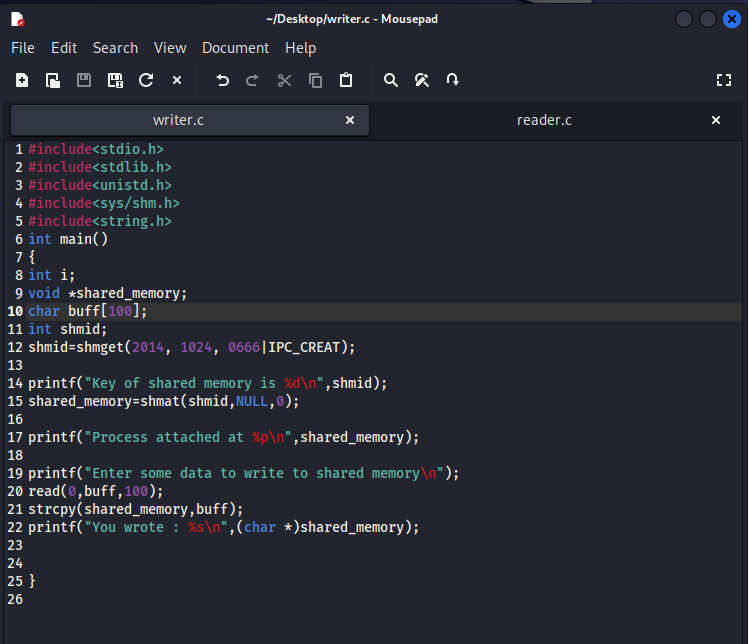 ~/Desktop/writer.c - Mousepad
File Edit Search View Document Help
writer.c reader.c
1 #include<stdio.h>
2 #include<stdlib.h>
3 #include<unistd.h>
4 #include<sys/shm.h>
5 #include<string.h>
6 int main()
7 {
8 int i;
9 void *shared_memory;
10 char buff[100];
11 int shmid;
12 shmid=shmget(2014, 1024, 0666|IPC_CREAT);
13
14 printf("Key of shared memory is %d\n",shmid);
15 shared_memory=shmat(shmid,NULL,0);
16
17 printf("Process attached at %p\n",shared_memory);
18
19 printf("Enter some data to write to shared memory\n");
20 read(0,buff,100);
21 strcpy(shared_memory,buff);
22 printf("You wrote : %s\n",(char *)shared_memory);
23
24
25 }
26